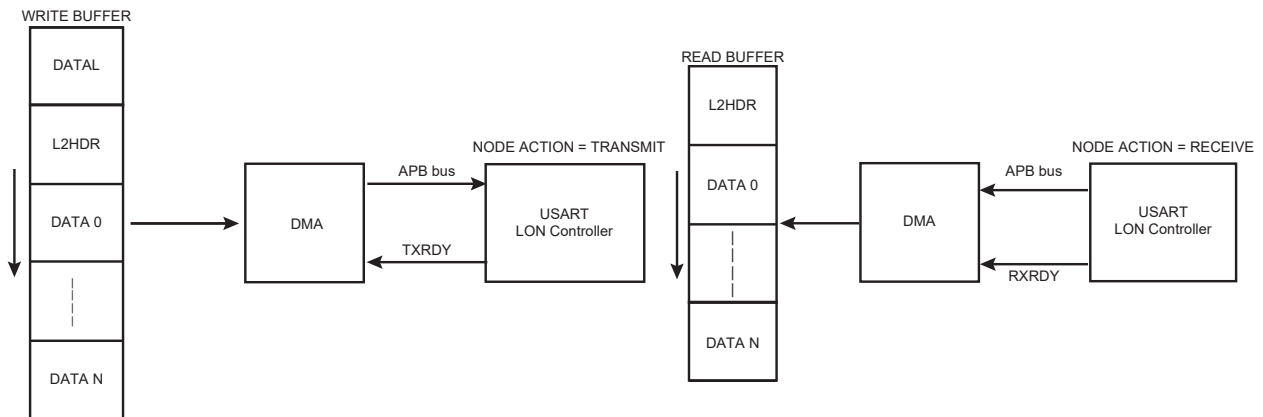 WRITE BUFFER
DATAL
L2HDR
DATA 0
DATA N
DMA
APB bus
TXRDY
NODE ACTION = TRANSMIT
USART
LON Controller
READ BUFFER
L2HDR
DATA 0
DATA N
DMA
APB bus
RXRDY
NODE ACTION = RECEIVE
USART
LON Controller